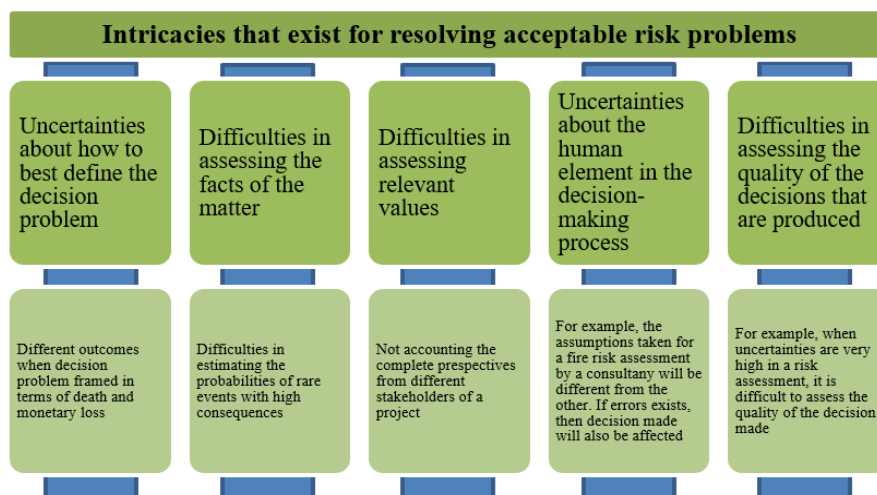 Intricacies that exist for resolving acceptable risk problems
Uncertainties
about how to
best define the
decision
problem
Difficulties in
assessing the
facts of the
matter
Difficulties in
assessing
relevant
values
Uncertainties
about the
human
element in the
decision-
making
process
Difficulties in
assessing the
quality of the
decisions that
are produced
Different outcomes
when decision
problem framed in
terms of death and
monetary loss
Difficulties in
estimating the
probabilities of rare
events with high
consequences
Not accounting the
complete prespectives
from different
stakeholders of a
project
For example, the
assumptions taken for
a fire risk assessment
by a consultany will be
different from the
other. If errors exists,
then decision made
will also be affected
For example, when
uncertainties are very
high in a risk
assessment, it is
difficult to assess the
quality of the decision
made